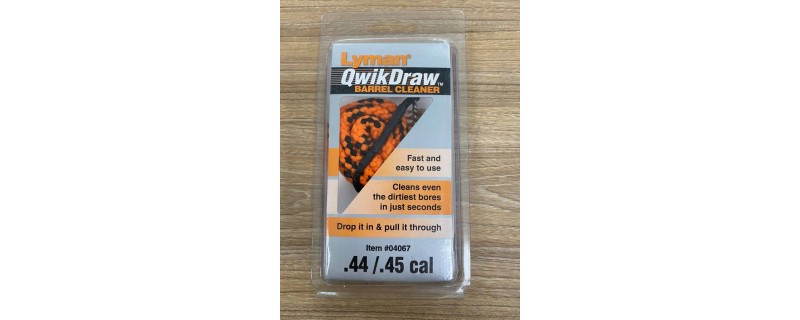 Lyman®
QwikDraw™
BARREL CLEANER
Fast and
easy to use
Cleans even
the dirtiest bores
in just seconds
Drop it in & pull it through
Item #04067
.44 /.45 cal